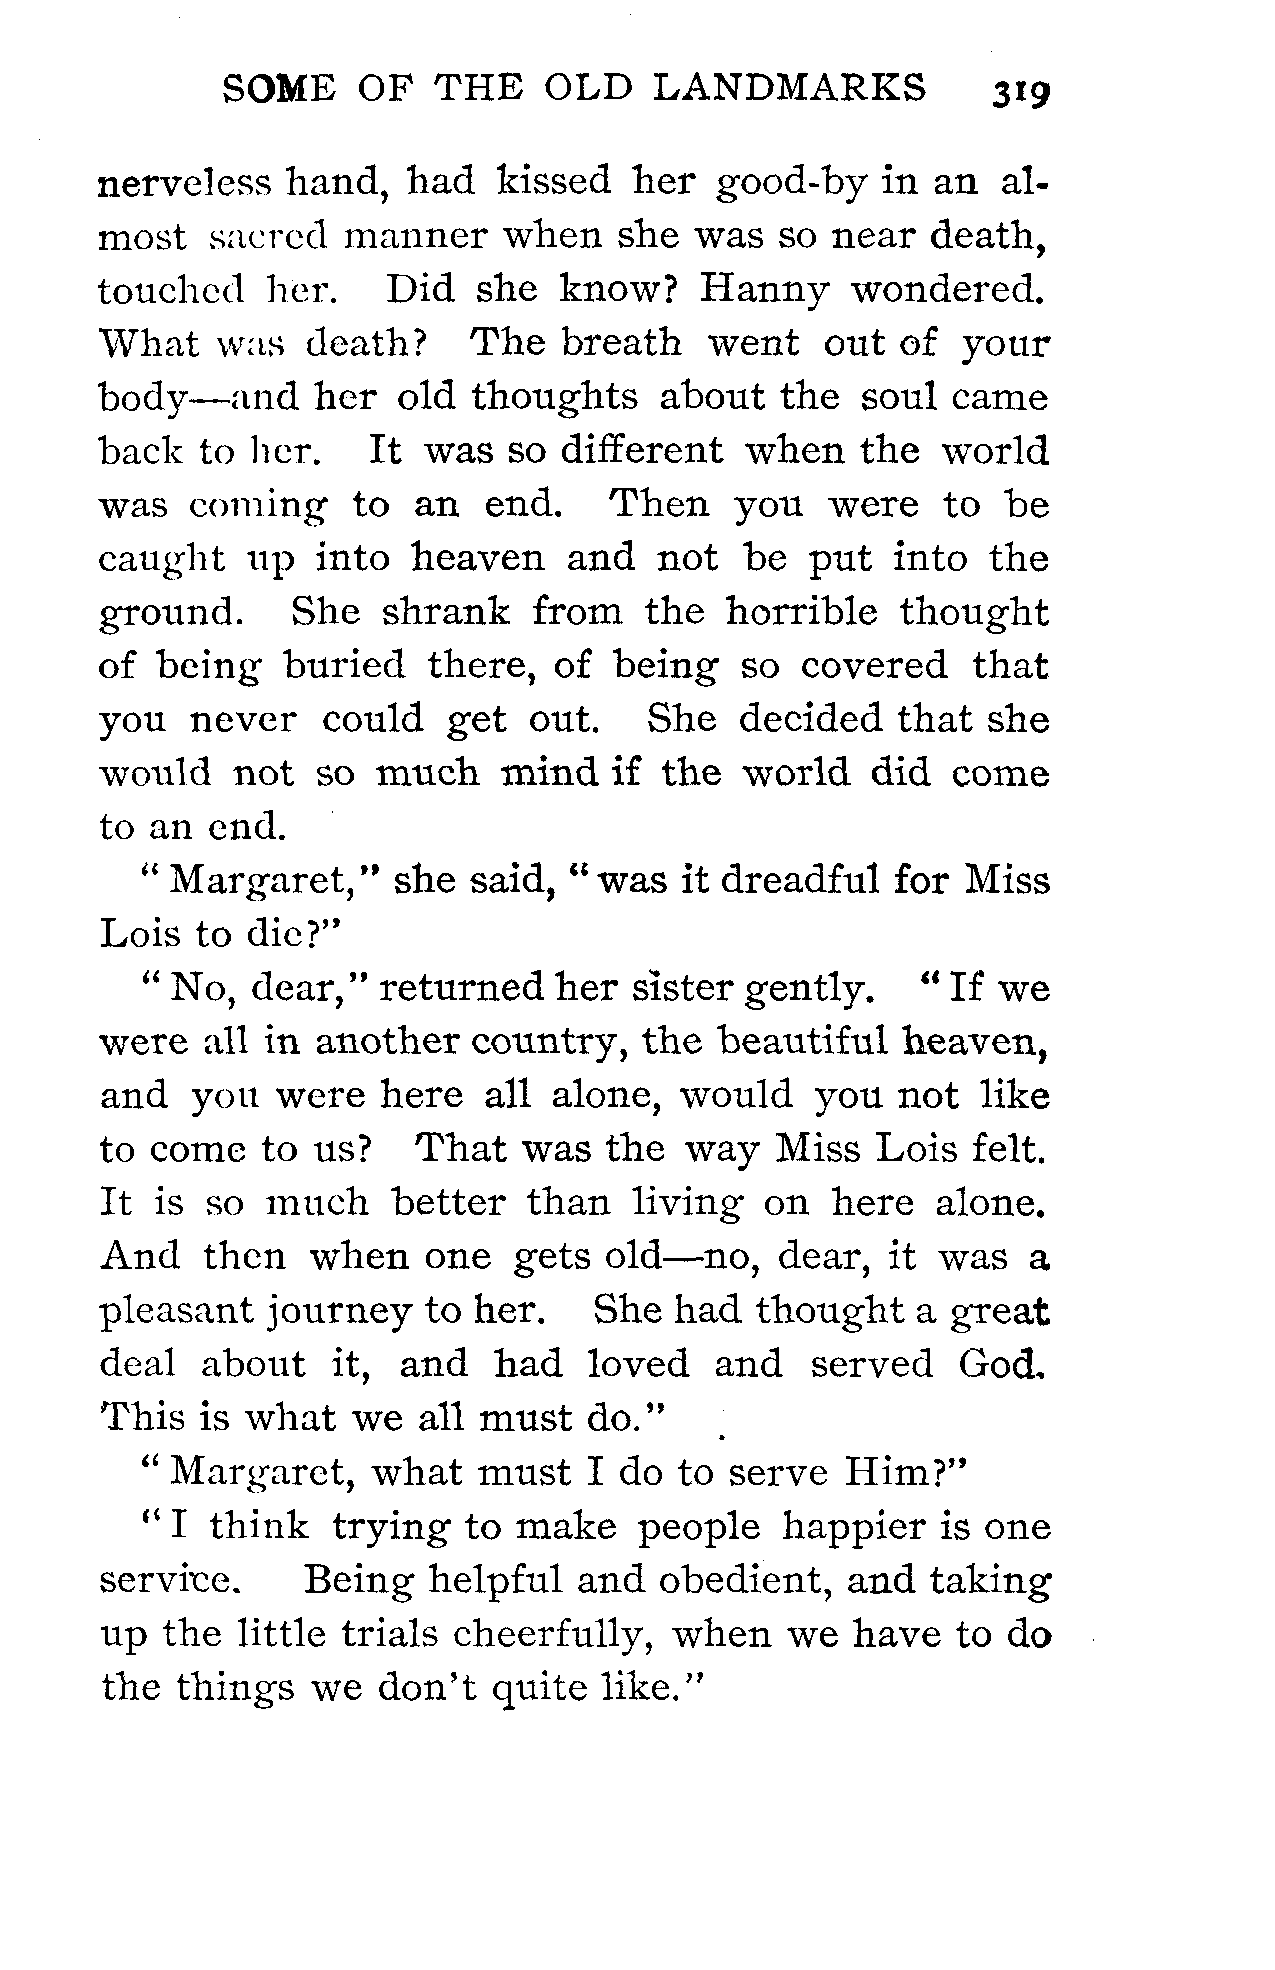 SOME OF THE OLD LANDMARKS 319
nerveless hand, had kissed her good-by in an al-
most sacred manner when she was so near death,
touched her. Did she know? Hanny wondered.
What was death? The breath went out of your
body—and her old thoughts about the soul came
back to her. It was so different when the world
was coming to an end. Then you were to be
caught up into heaven and not be put into the
ground. She shrank from the horrible thought
of being buried there, of being so covered that
you never could get out. She decided that she
would not so much mind if the world did come
to an end.
“ Margaret,” she said, “ was it dreadful for Miss
Lois to die?”
“ No, dear,” returned her sister gently. “ If we
were all in another country, the beautiful heaven,
and you were here all alone, would you not like
to come to us? That was the way Miss Lois felt.
It is so much better than living on here alone.
And then when one gets old—no, dear, it was a
pleasant journey to her. She had thought a great
deal about it, and had loved and served God.
This is what we all must do.”
“ Margaret, what must I do to serve Him?”
“ I think trying to make people happier is one
service. Being helpful and obedient, and taking
up the little trials cheerfully, when we have to do
the things we don't quite like.”